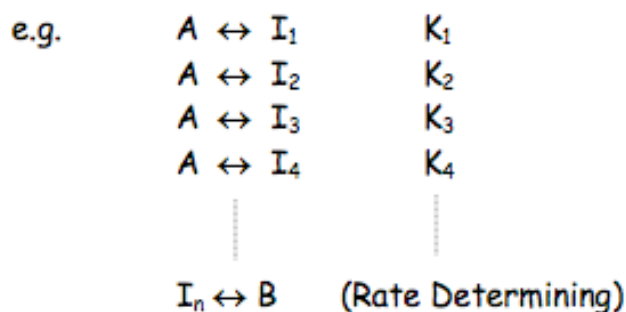 e.g. A ↔ I₁ K₁
A ↔ I₂ K₂
A ↔ I₃ K₃
A ↔ I₄ K₄
Iₙ ↔ B (Rate Determining)